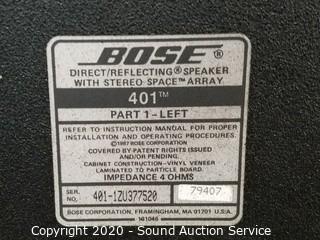 BOSE®
DIRECT/REFLECTING® SPEAKER
WITH STEREO SPACE™ ARRAY
401™
PART 1 - LEFT
REFER TO INSTRUCTION MANUAL FOR PROPER
INSTALLATION AND OPERATING PROCEDURES.
©1987 BOSE CORPORATION
COVERED BY PATENT RIGHTS ISSUED
AND/OR PENDING.
CABINET CONSTRUCTION-VINYL VENEER
LAMINATED TO PARTICLE BOARD.
IMPEDANCE 4 OHMS
SER. NO. 401-1ZU377520 79407
BOSE CORPORATION, FRAMINGHAM, MA 01701 U.S.A.
141046
Copyright © 2020 - Auction Ohio